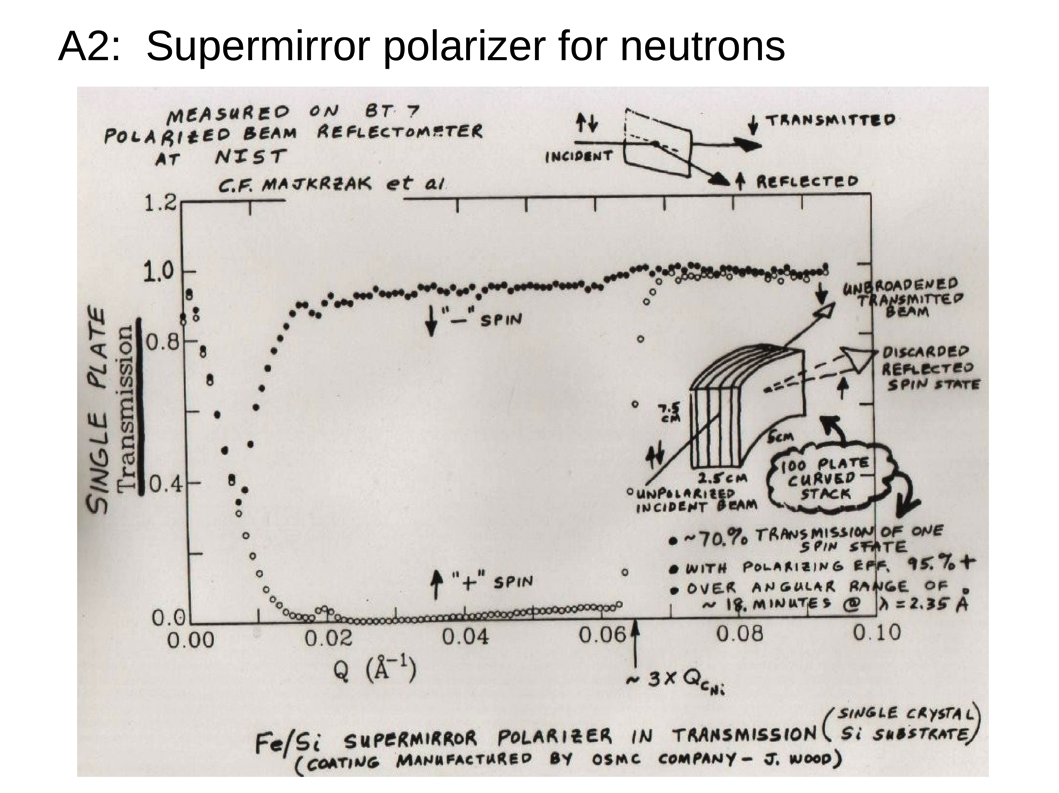 A2: Supermirror polarizer for neutrons
MEASURED ON BT 7
POLARIZED BEAM REFLECTOMETER
AT NIST
C.F. MAJKRZAK et al
↑↓
INCIDENT
↓ TRANSMITTED
↑ REFLECTED
1.2
1.0
0.8
0.4
0.0
SINGLE PLATE
Transmission
↓ "−" SPIN
↑ "+" SPIN
UNBROADENED
TRANSMITTED
BEAM
DISCARDED
REFLECTED
SPIN STATE
7.5
CM
5cm
2.5CM
UNPOLARIZED
INCIDENT BEAM
100 PLATE
CURVED
STACK
• ~70.% TRANSMISSION OF ONE
SPIN STATE
• WITH POLARIZING EFF. 95.%+
• OVER ANGULAR RANGE OF
~ 18. MINUTES @ λ = 2.35 Å
0.00 0.02 0.04 0.06 0.08 0.10
Q (Å⁻¹)
~ 3 X Q_{c_{Ni}}
Fe/Si SUPERMIRROR POLARIZER IN TRANSMISSION (SINGLE CRYSTAL Si SUBSTRATE)
(COATING MANUFACTURED BY OSMC COMPANY – J. WOOD)